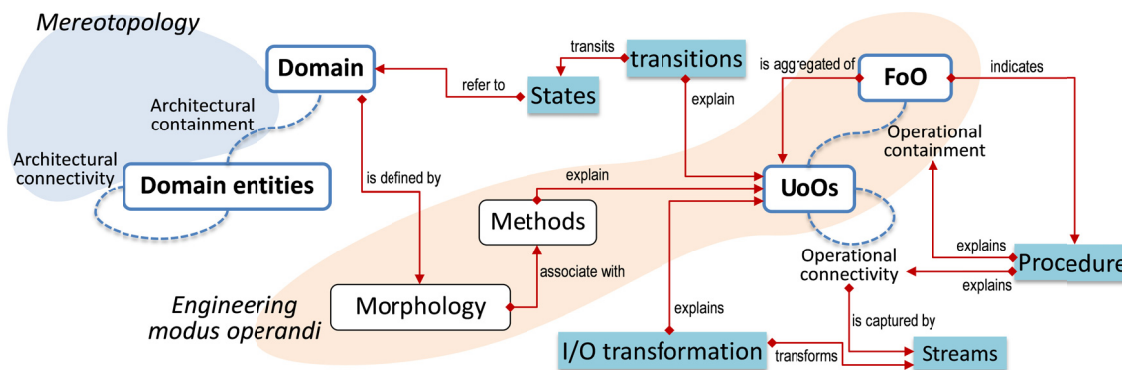 Mereotopology
Domain
Architectural
containment
Architectural
connectivity
Domain entities
refer to
transits
States
transitions
explain
is aggregated of
FoO
indicates
Operational
containment
is defined by
explain
Methods
UoOs
associate with
Morphology
Engineering
modus operandi
explains
I/O transformation
transforms
Operational
connectivity
is captured by
Streams
explains
explains
Procedure